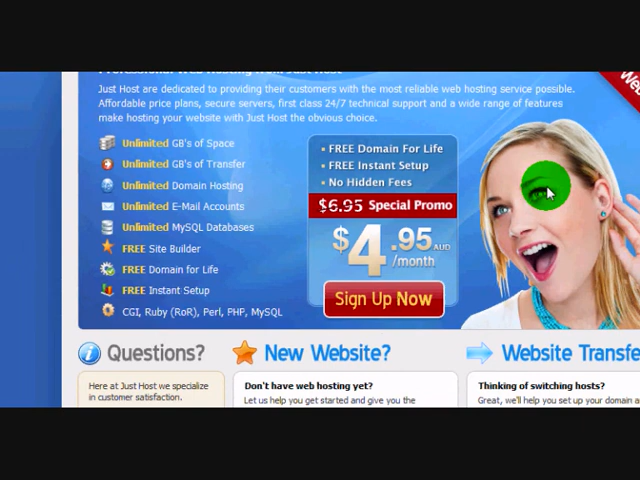 Professional Web Hosting from Just Host
Just Host are dedicated to providing their customers with the most reliable web hosting service possible.
Affordable price plans, secure servers, first class 24/7 technical support and a wide range of features
make hosting your website with Just Host the obvious choice.
Unlimited GB's of Space
Unlimited GB's of Transfer
Unlimited Domain Hosting
Unlimited E-Mail Accounts
Unlimited MySQL Databases
FREE Site Builder
FREE Domain for Life
FREE Instant Setup
CGI, Ruby (RoR), Perl, PHP, MySQL
FREE Domain For Life
FREE Instant Setup
No Hidden Fees
$6.95 Special Promo
$4.95 AUD
/month
Sign Up Now
Questions?
Here at Just Host we specialize
in customer satisfaction.
New Website?
Don't have web hosting yet?
Let us help you get started and give you the
Website Transfe
Thinking of switching hosts?
Great, we'll help you set up your domain a